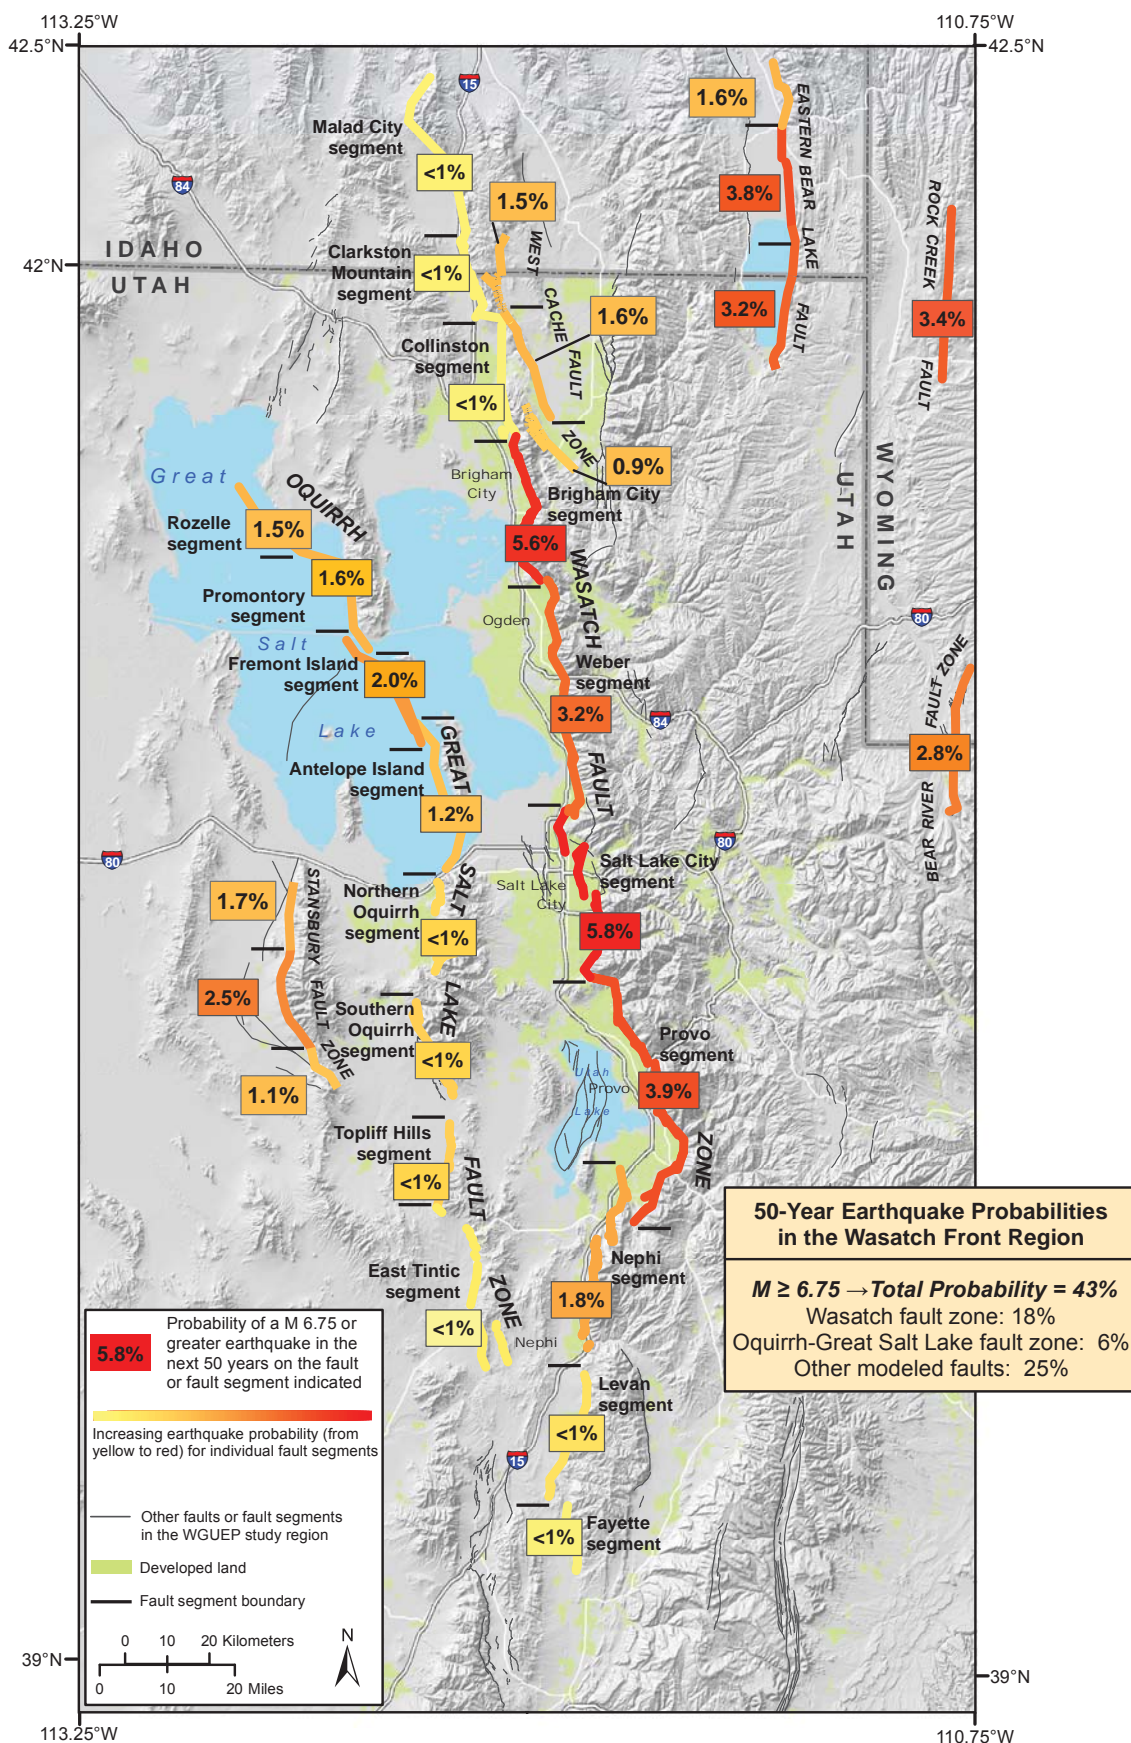 113.25°W
110.75°W
42.5°N
42.5°N
15
1.6%
EASTERN BEAR LAKE FAULT
Malad City
segment
84
<1%
3.8%
ROCK CREEK FAULT
1.5%
WEST CACHE FAULT ZONE
IDAHO
42°N
UTAH
Clarkston
Mountain
segment
<1%
3.2%
3.4%
1.6%
Collinston
segment
<1%
Brigham
City
0.9%
Brigham City
segment
UTAH
WYOMING
Great
Salt
Lake
OQUIRRH
GREAT
SALT
LAKE
FAULT
ZONE
Rozelle
segment
1.5%
5.6%
WASATCH
FAULT
ZONE
1.6%
Promontory
segment
Ogden
80
Fremont Island
segment
2.0%
Weber
segment
3.2%
84
BEAR RIVER FAULT ZONE
2.8%
Antelope Island
segment
1.2%
80
80
Salt Lake City
segment
Salt Lake
City
5.8%
Northern
Oquirrh
segment
<1%
1.7%
STANSBURY FAULT ZONE
2.5%
1.1%
Southern
Oquirrh
segment
<1%
Provo
segment
3.9%
Utah
Lake
Provo
Topliff Hills
segment
<1%
East Tintic
segment
<1%
Nephi
segment
1.8%
Nephi
Levan
segment
<1%
15
Fayette
segment
<1%
50-Year Earthquake Probabilities
in the Wasatch Front Region
M ≥ 6.75 →Total Probability = 43%
Wasatch fault zone: 18%
Oquirrh-Great Salt Lake fault zone: 6%
Other modeled faults: 25%
5.8%
Probability of a M 6.75 or
greater earthquake in the
next 50 years on the fault
or fault segment indicated
Increasing earthquake probability (from
yellow to red) for individual fault segments
Other faults or fault segments
in the WGUEP study region
Developed land
Fault segment boundary
0 10 20 Kilometers
0 10 20 Miles
N
39°N
39°N
113.25°W
110.75°W